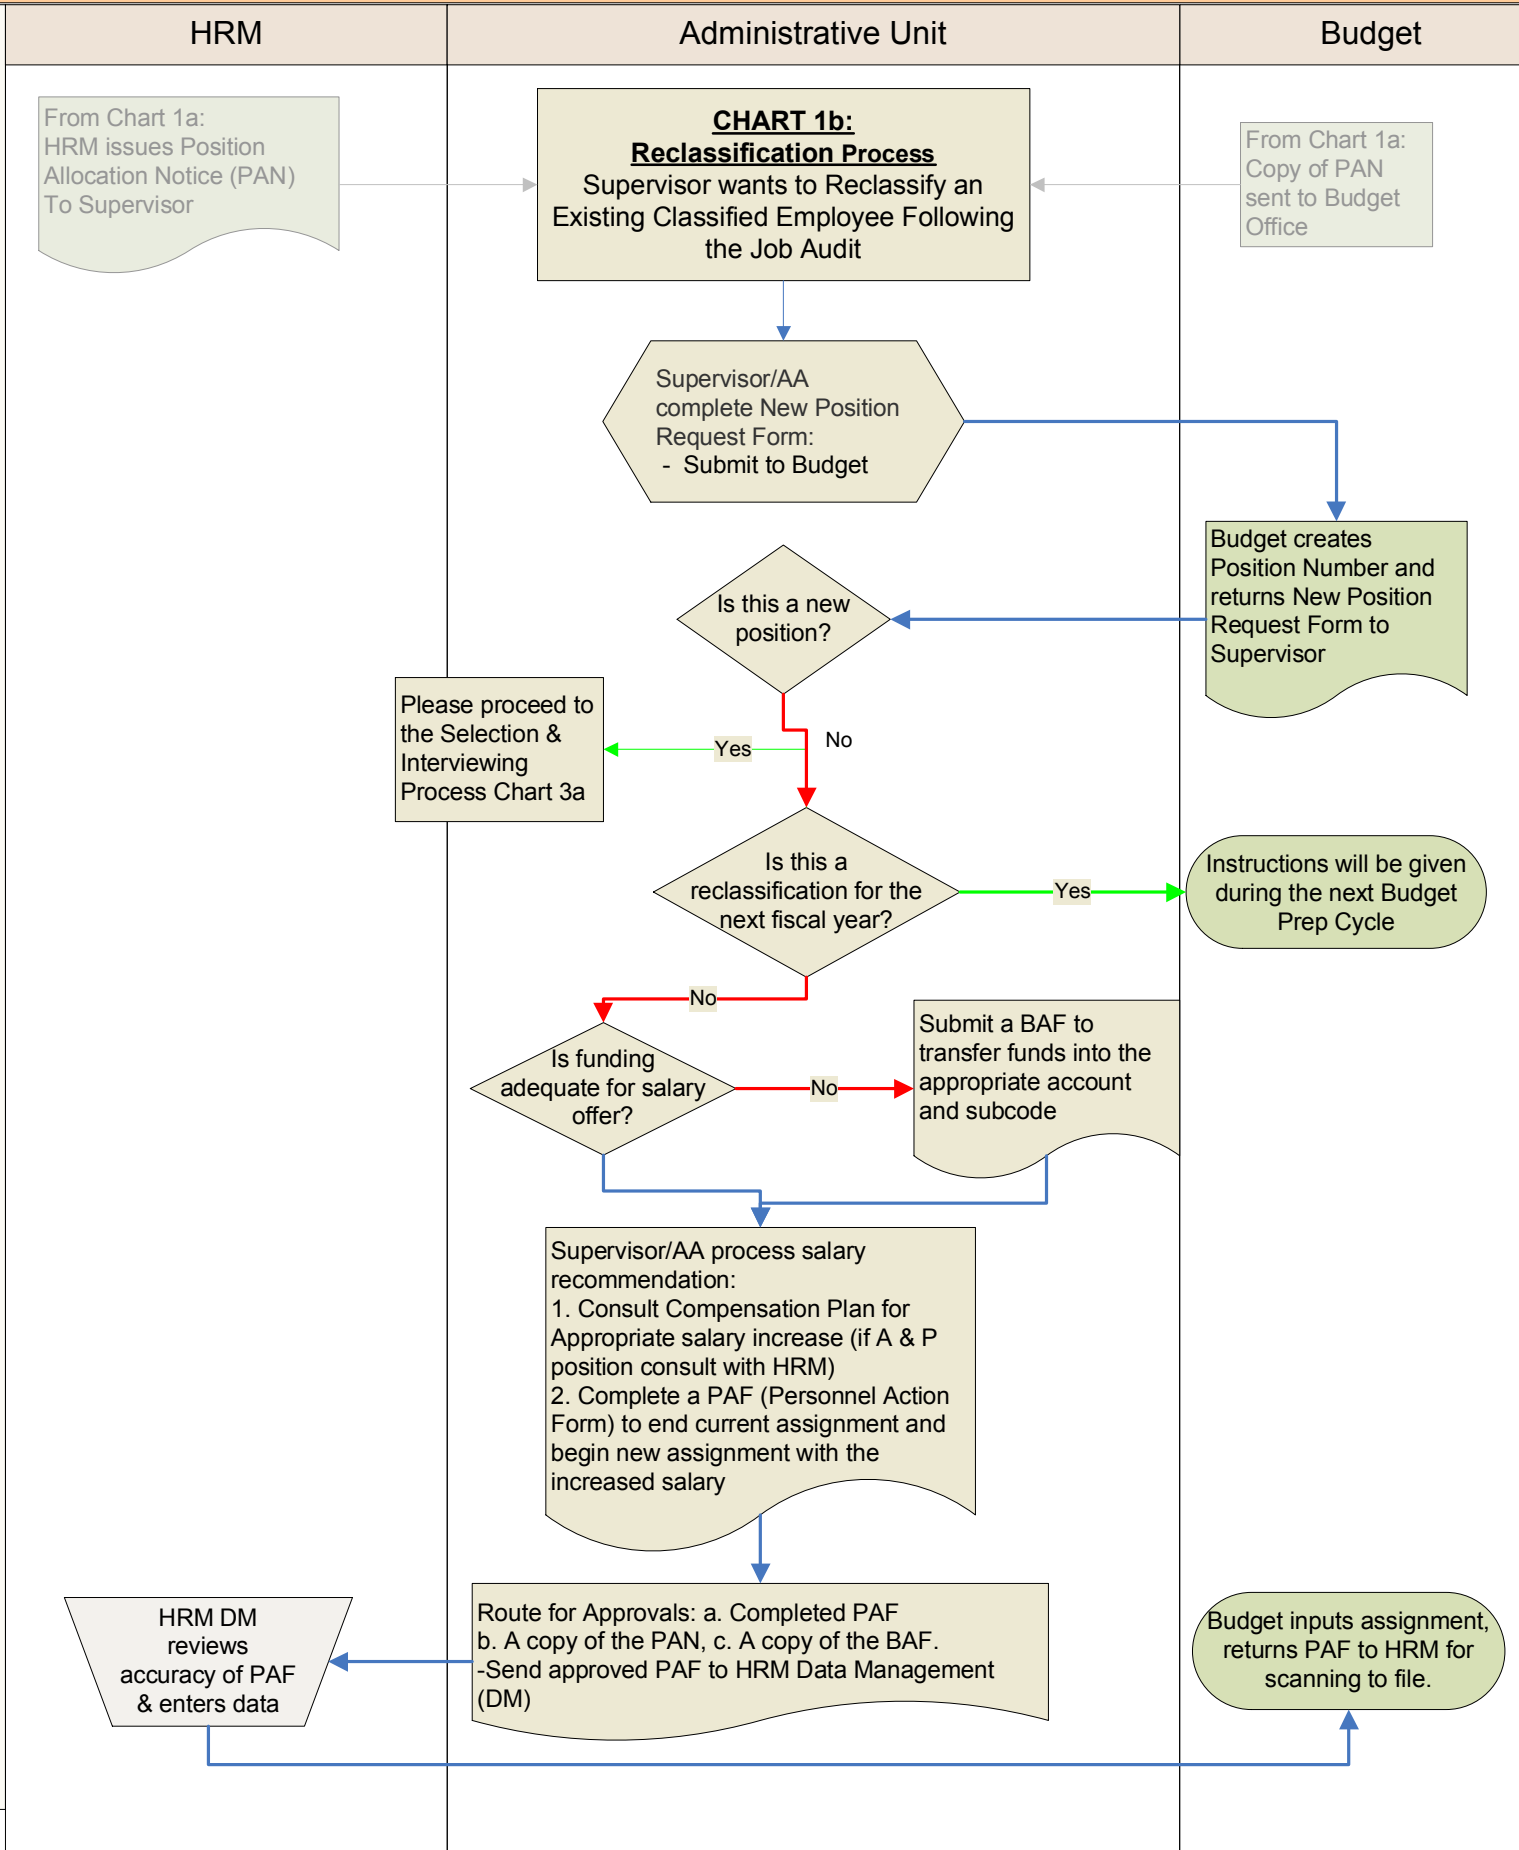 HRM
Administrative Unit
Budget
From Chart 1a:
HRM issues Position
Allocation Notice (PAN)
To Supervisor
CHART 1b:
Reclassification Process
Supervisor wants to Reclassify an
Existing Classified Employee Following
the Job Audit
From Chart 1a:
Copy of PAN
sent to Budget
Office
Supervisor/AA
complete New Position
Request Form:
- Submit to Budget
Budget creates
Position Number and
returns New Position
Request Form to
Supervisor
Is this a new
position?
Please proceed to
the Selection &
Interviewing
Process Chart 3a
Yes
No
Is this a
reclassification for the
next fiscal year?
Yes
Instructions will be given
during the next Budget
Prep Cycle
No
Is funding
adequate for salary
offer?
No
Submit a BAF to
transfer funds into the
appropriate account
and subcode
Supervisor/AA process salary
recommendation:
1. Consult Compensation Plan for
Appropriate salary increase (if A & P
position consult with HRM)
2. Complete a PAF (Personnel Action
Form) to end current assignment and
begin new assignment with the
increased salary
Route for Approvals: a. Completed PAF
b. A copy of the PAN, c. A copy of the BAF.
-Send approved PAF to HRM Data Management
(DM)
HRM DM
reviews
accuracy of PAF
& enters data
Budget inputs assignment,
returns PAF to HRM for
scanning to file.